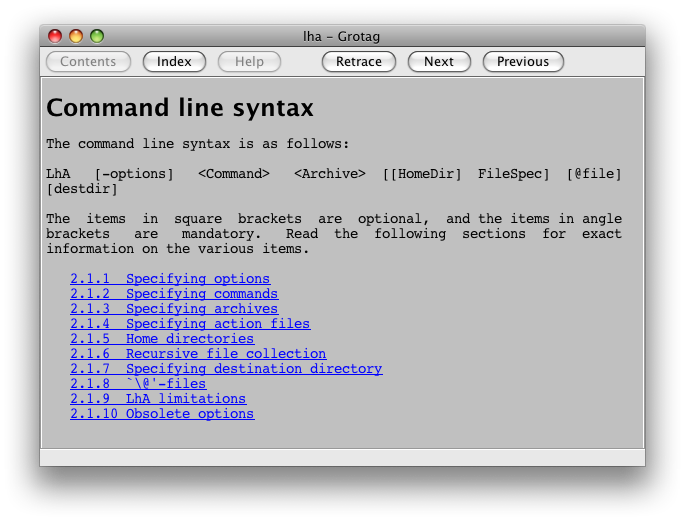 lha – Grotag
Contents Index Help Retrace Next Previous
Command line syntax
The command line syntax is as follows:
LhA [-options] <Command> <Archive> [[HomeDir] FileSpec] [@file]
[destdir]
The items in square brackets are optional, and the items in angle
brackets are mandatory. Read the following sections for exact
information on the various items.
2.1.1 Specifying options
2.1.2 Specifying commands
2.1.3 Specifying archives
2.1.4 Specifying action files
2.1.5 Home directories
2.1.6 Recursive file collection
2.1.7 Specifying destination directory
2.1.8 `\@'-files
2.1.9 LhA limitations
2.1.10 Obsolete options